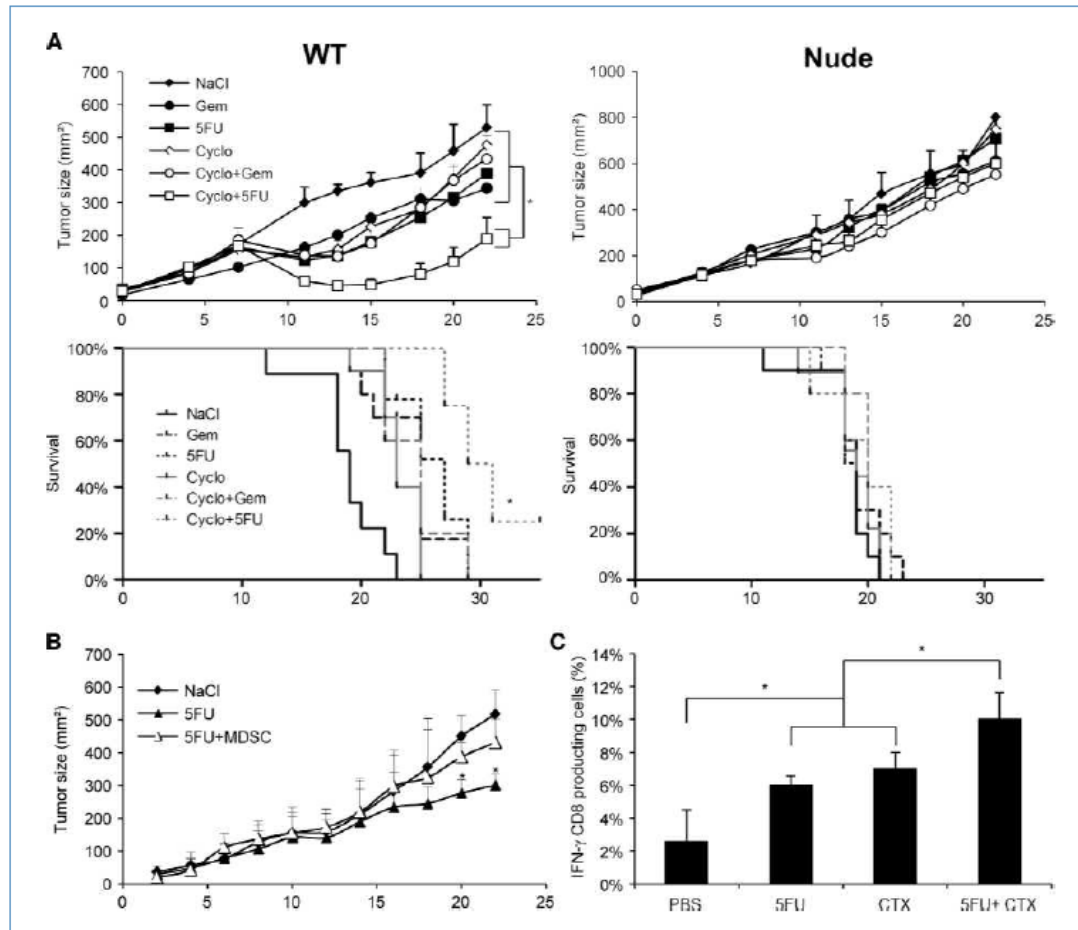 A
WT
Tumor size (mm²)
700
600
500
400
300
200
100
0
NaCl
Gem
5FU
Cyclo
Cyclo+Gem
Cyclo+5FU
*
0 5 10 15 20 25
Nude
Tumor size (mm²)
1000
800
600
400
200
0
0 5 10 15 20 25
Survival
100%
80%
60%
40%
20%
0%
NaCl
Gem
5FU
Cyclo
Cyclo+Gem
Cyclo+5FU
*
0 10 20 30
Survival
100%
80%
60%
40%
20%
0%
0 10 20 30
B
Tumor size (mm²)
700
600
500
400
300
200
100
0
NaCl
5FU
5FU+MDSC
* *
0 5 10 15 20 25
C
IFN-γ CD8 producting cells (%)
14%
12%
10%
8%
6%
4%
2%
0%
* *
PBS 5FU CTX 5FU+ CTX